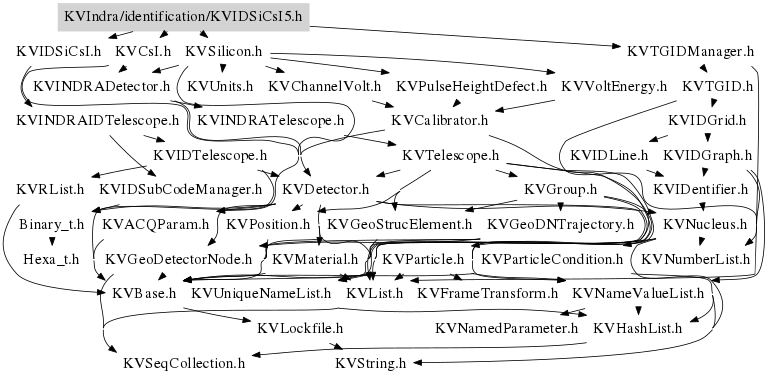 KVIndra/identification/KVIDSiCsI5.h
KVIDSiCsI.h KVCsI.h KVSilicon.h KVTGIDManager.h
KVINDRADetector.h KVUnits.h KVChannelVolt.h KVPulseHeightDefect.h KVVoltEnergy.h KVTGID.h
KVINDRAIDTelescope.h KVINDRATelescope.h KVCalibrator.h KVIDGrid.h
KVIDTelescope.h KVTelescope.h KVIDLine.h KVIDGraph.h
KVRList.h KVIDSubCodeManager.h KVDetector.h KVGroup.h KVIDentifier.h
Binary_t.h KVACQParam.h KVPosition.h KVGeoStrucElement.h KVGeoDNTrajectory.h KVNucleus.h
Hexa_t.h KVGeoDetectorNode.h KVMaterial.h KVParticle.h KVParticleCondition.h KVNumberList.h
KVBase.h KVUniqueNameList.h KVList.h KVFrameTransform.h KVNameValueList.h
KVLockfile.h KVNamedParameter.h KVHashList.h
KVSeqCollection.h KVString.h